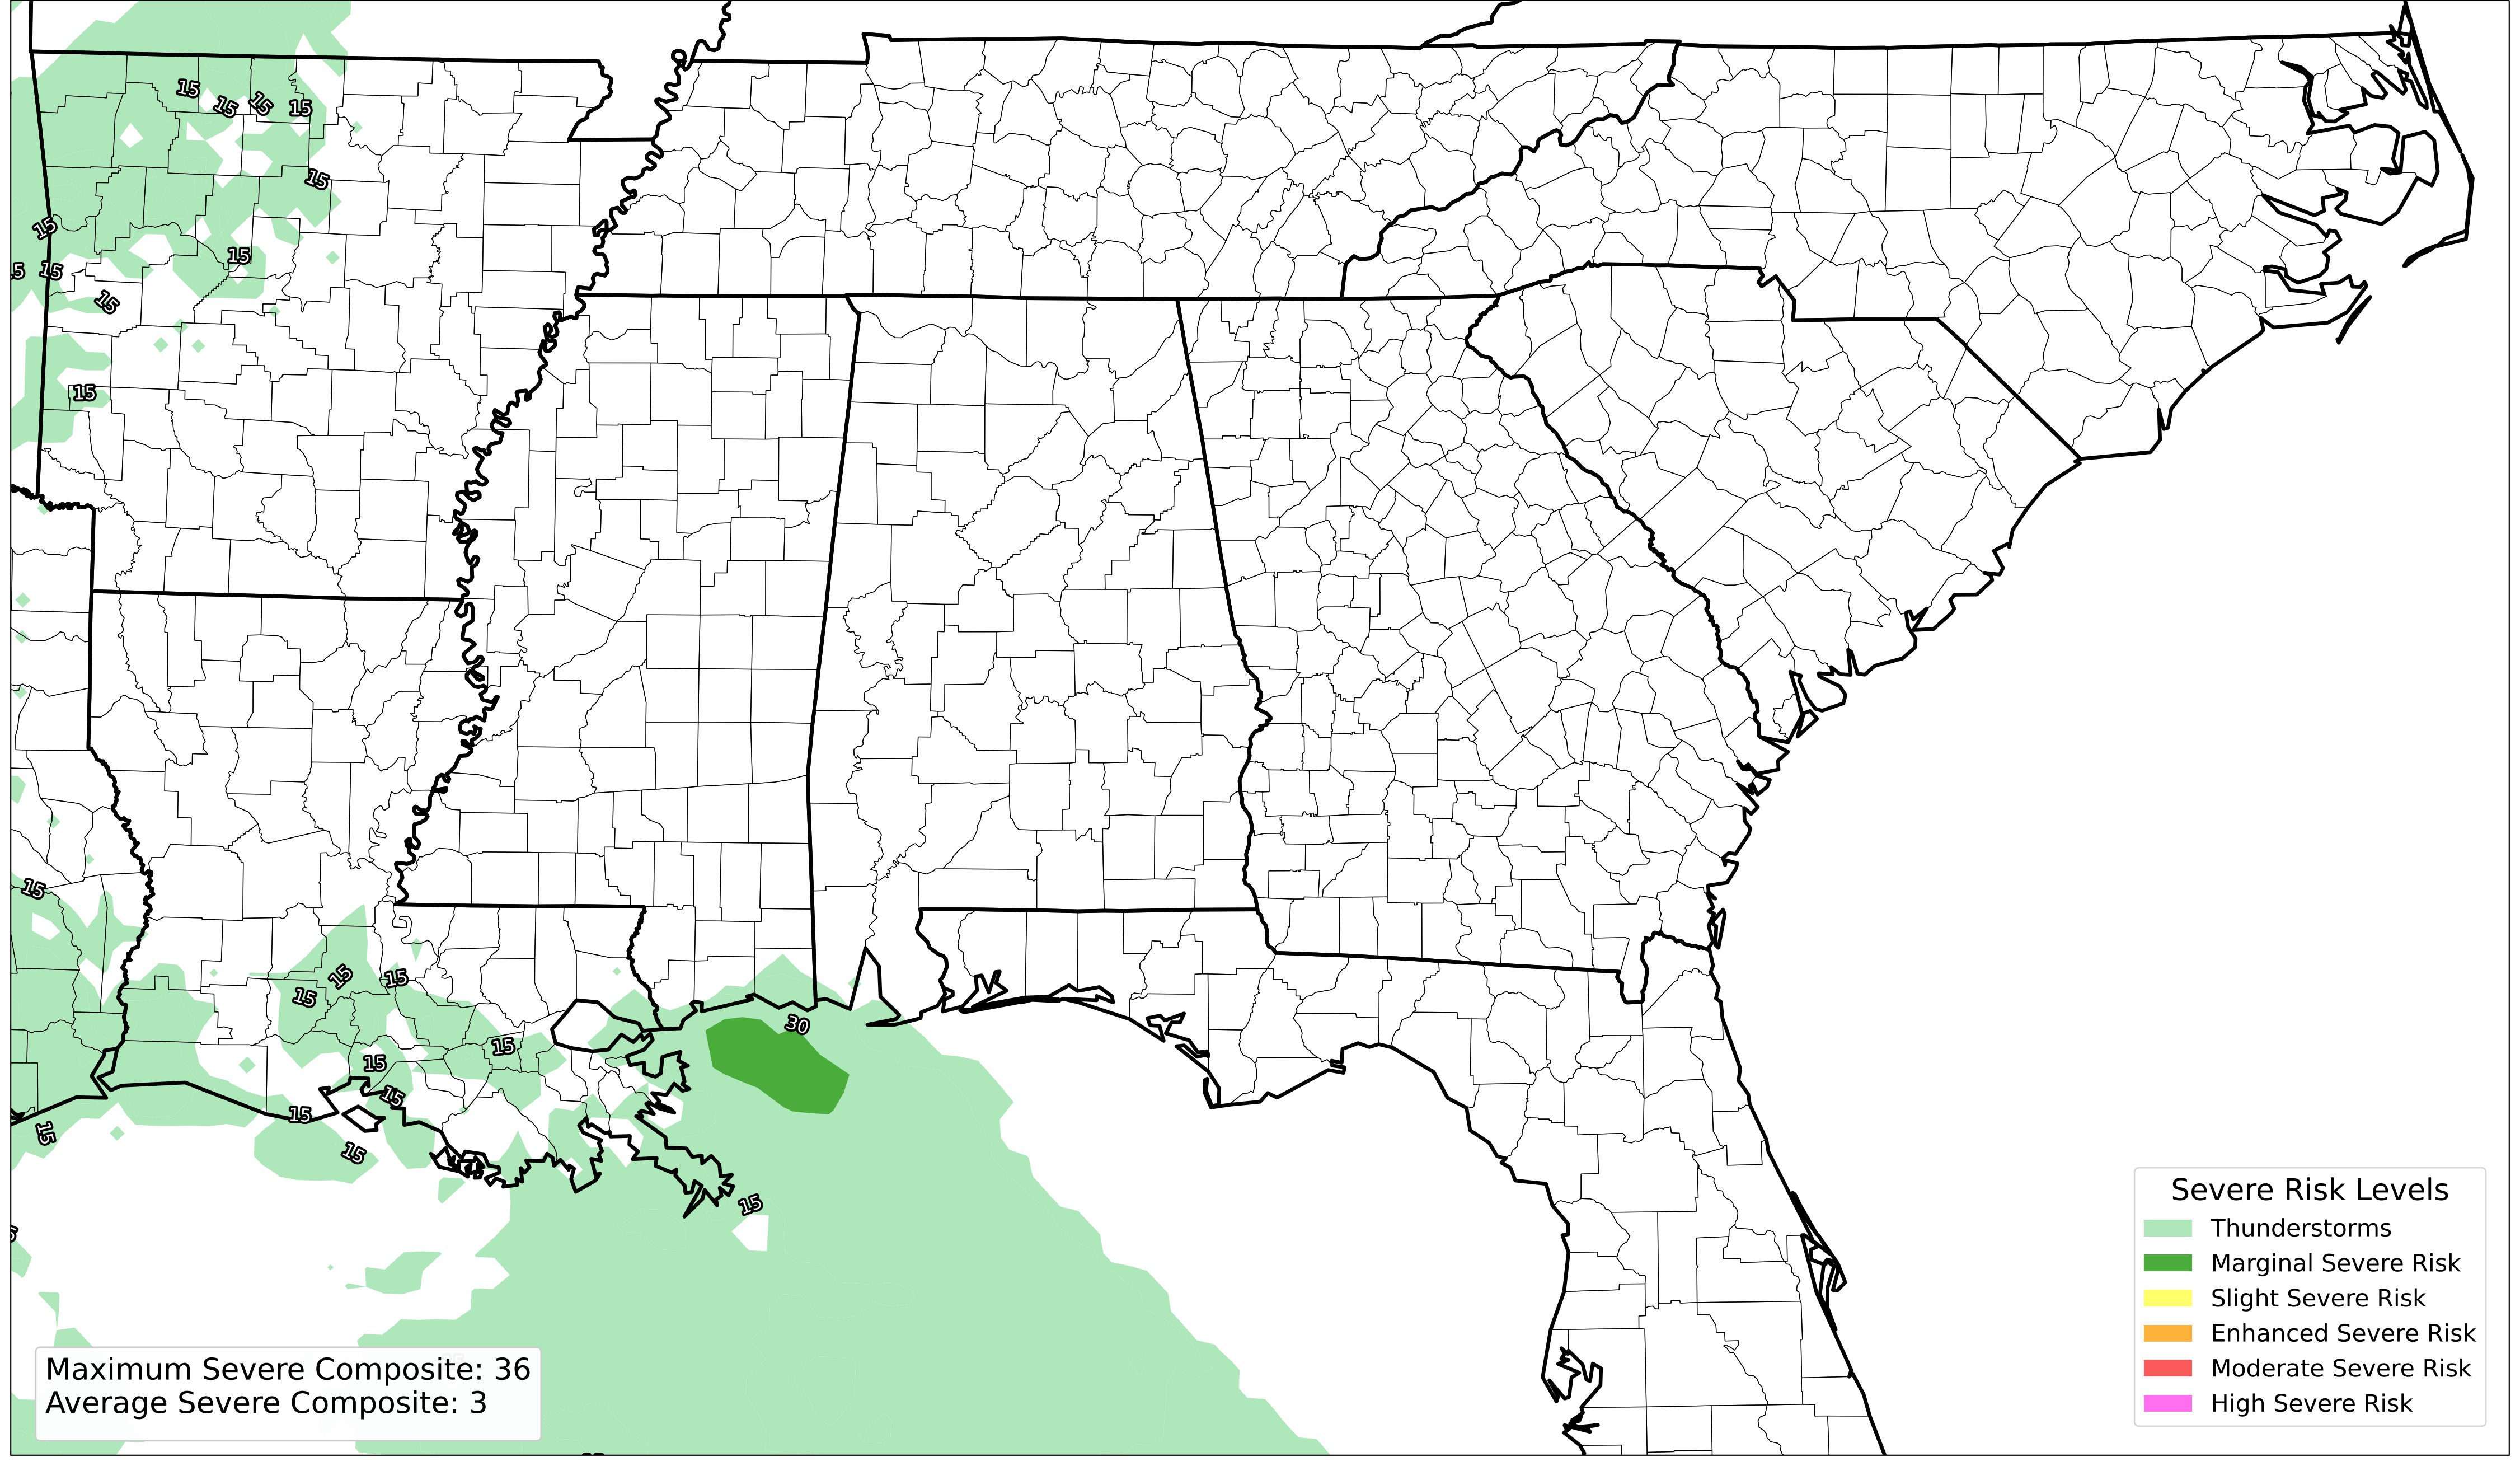 15 15 15 15
15
15
15
5 15
15
15
15
15 15
15
30
15
15
15
15
15
15
15
Severe Risk Levels
Thunderstorms
Marginal Severe Risk
Slight Severe Risk
Enhanced Severe Risk
Moderate Severe Risk
High Severe Risk
Maximum Severe Composite: 36
Average Severe Composite: 3